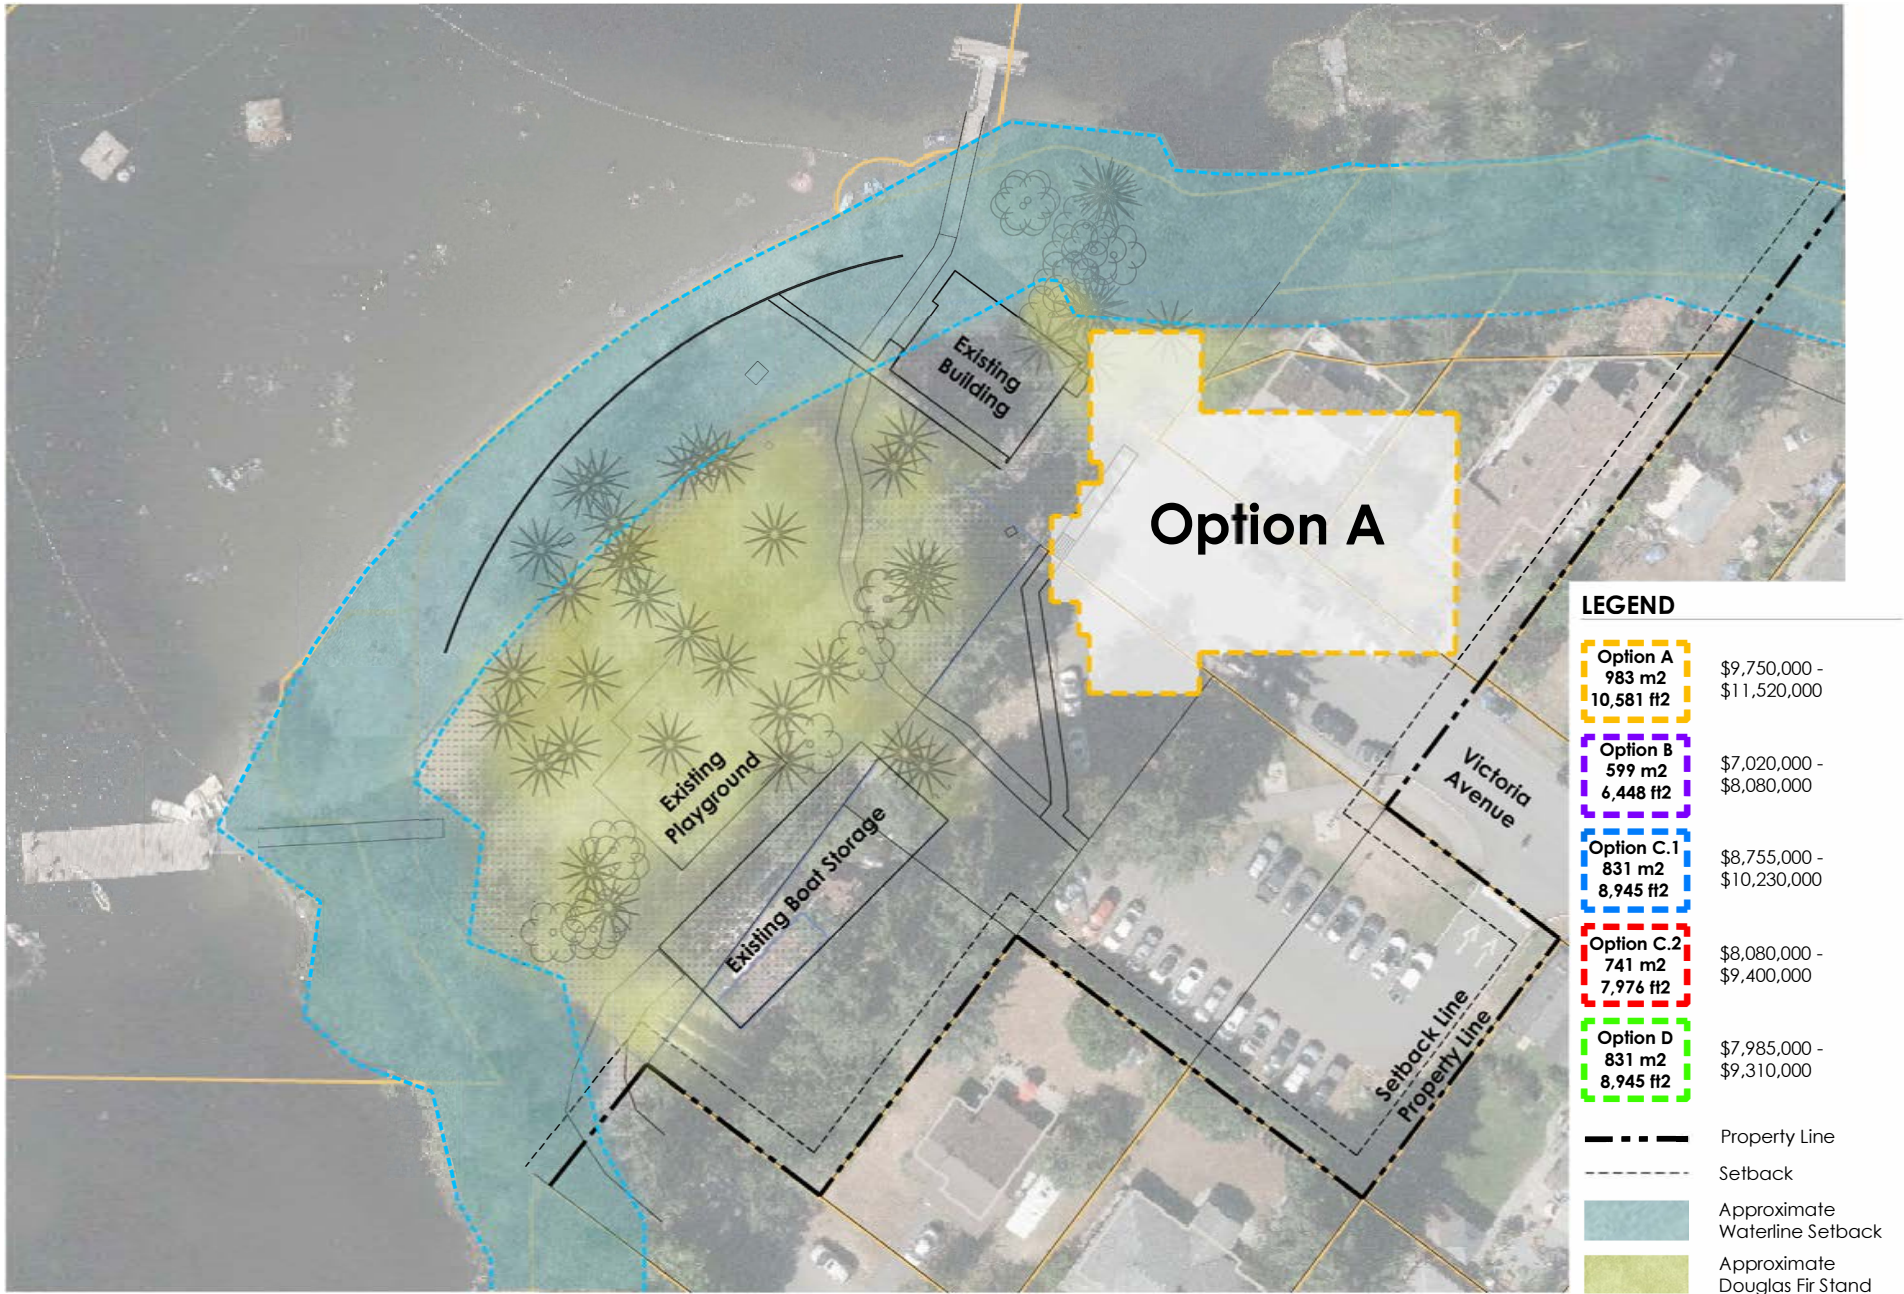 Existing
Building
Option A
Existing
Playground
Existing Boat Storage
Victoria
Avenue
Setback Line
Property Line
LEGEND
Option A
983 m2
10,581 ft2
$9,750,000 -
$11,520,000
Option B
599 m2
6,448 ft2
$7,020,000 -
$8,080,000
Option C.1
831 m2
8,945 ft2
$8,755,000 -
$10,230,000
Option C.2
741 m2
7,976 ft2
$8,080,000 -
$9,400,000
Option D
831 m2
8,945 ft2
$7,985,000 -
$9,310,000
Property Line
Setback
Approximate
Waterline Setback
Approximate
Douglas Fir Stand